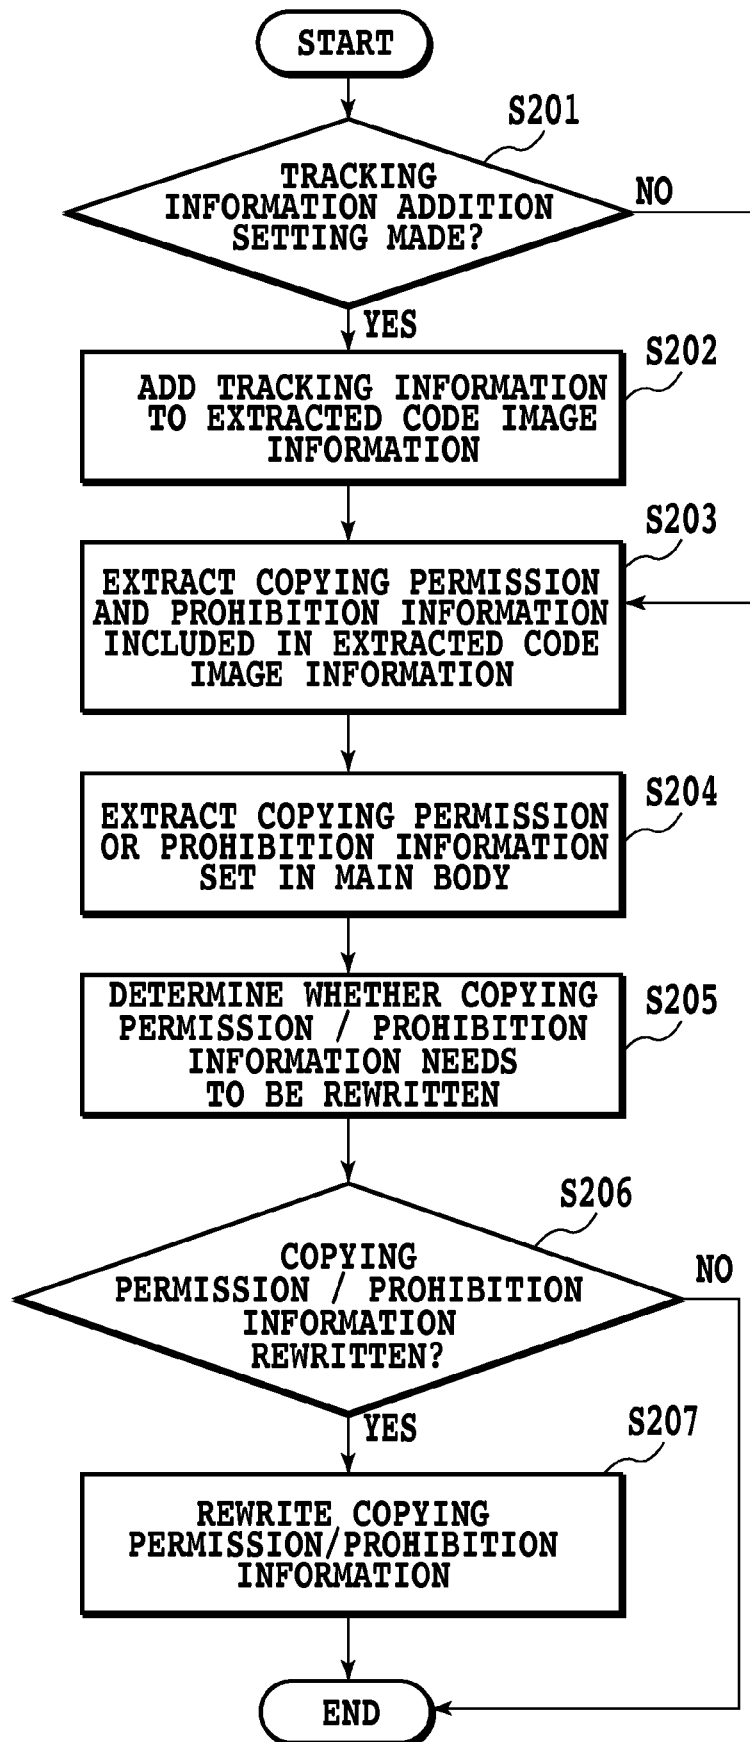 START
S201
TRACKING
INFORMATION ADDITION
SETTING MADE?
NO
YES
S202
ADD TRACKING INFORMATION
TO EXTRACTED CODE IMAGE
INFORMATION
S203
EXTRACT COPYING PERMISSION
AND PROHIBITION INFORMATION
INCLUDED IN EXTRACTED CODE
IMAGE INFORMATION
S204
EXTRACT COPYING PERMISSION
OR PROHIBITION INFORMATION
SET IN MAIN BODY
S205
DETERMINE WHETHER COPYING
PERMISSION / PROHIBITION
INFORMATION NEEDS
TO BE REWRITTEN
S206
COPYING
PERMISSION / PROHIBITION
INFORMATION
REWRITTEN?
NO
YES
S207
REWRITE COPYING
PERMISSION/PROHIBITION
INFORMATION
END